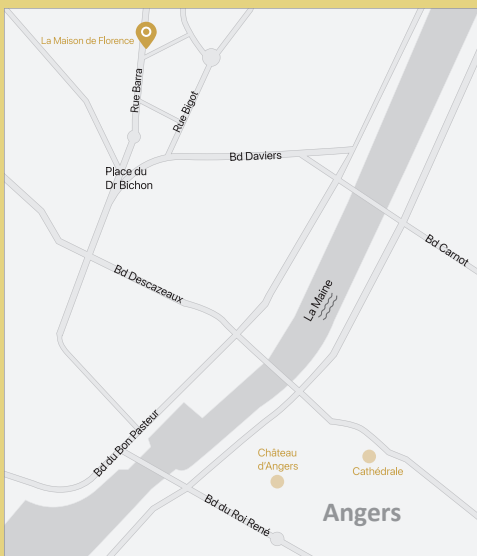 La Maison de Florence
Rue Barra
Rue Bigot
Bd Daviers
Place du
Dr Bichon
Bd Carnot
Bd Descazeaux
La Maine
Bd du Bon Pasteur
Château
d'Angers
Cathédrale
Bd du Roi René
Angers